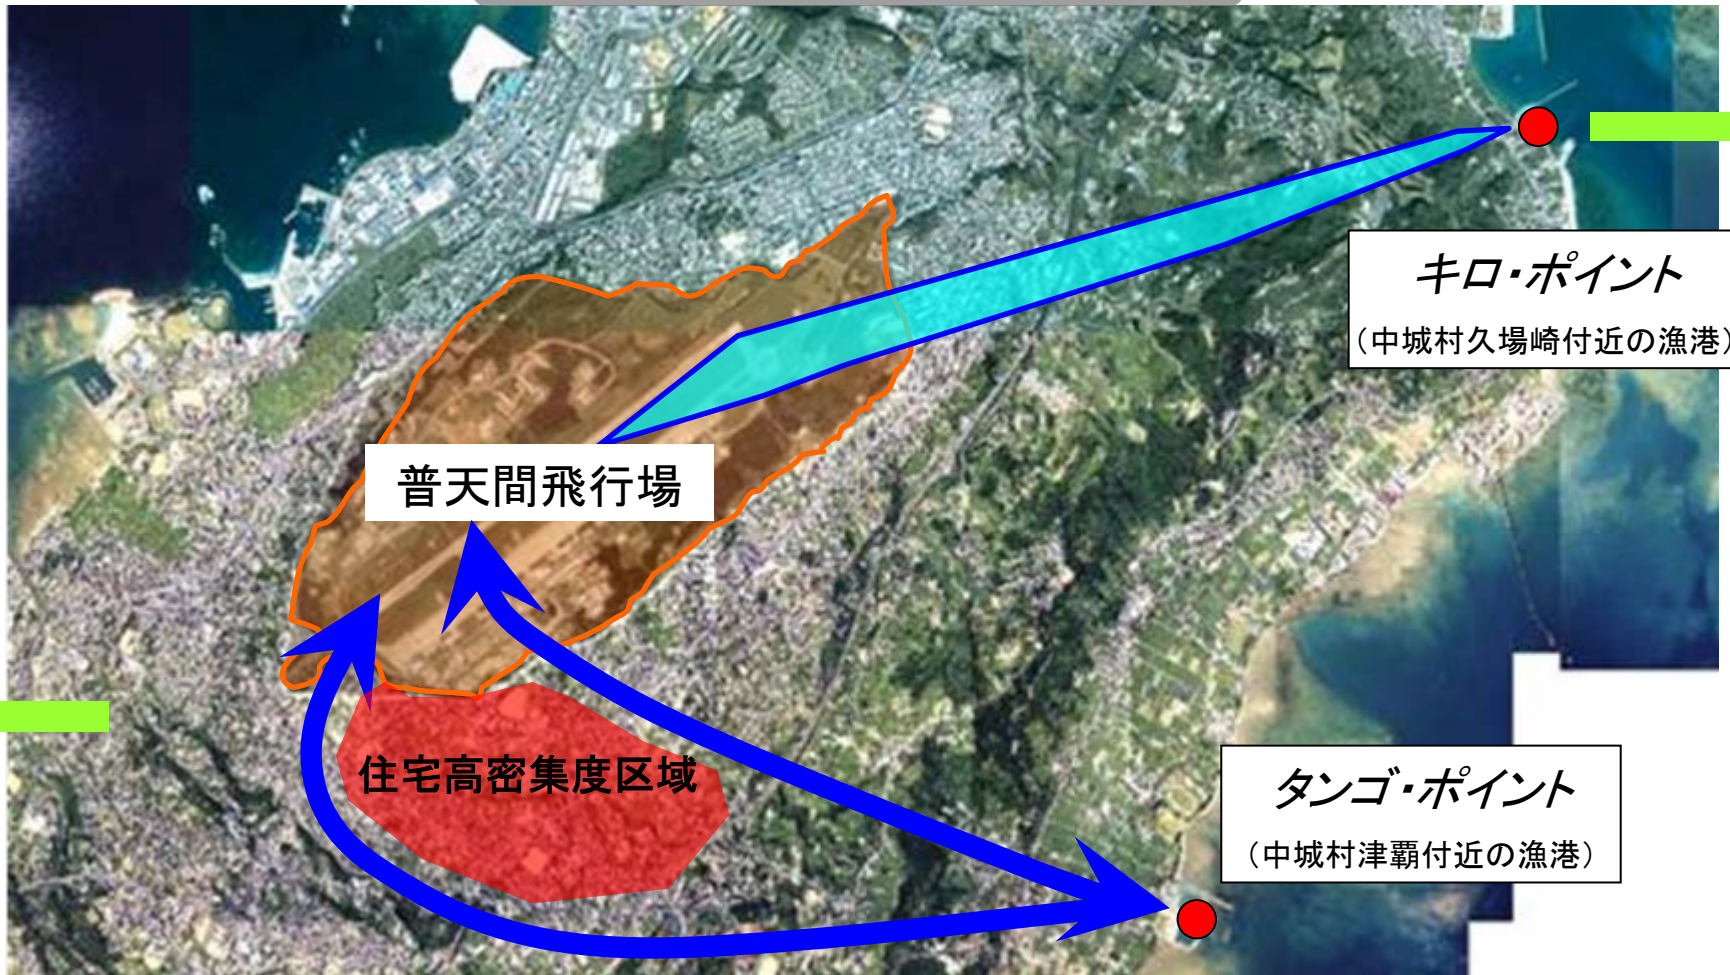 キロ・ポイント
（中城村久場崎付近の漁港）
普天間飛行場
住宅高密集度区域
タンゴ・ポイント
（中城村津覇付近の漁港）